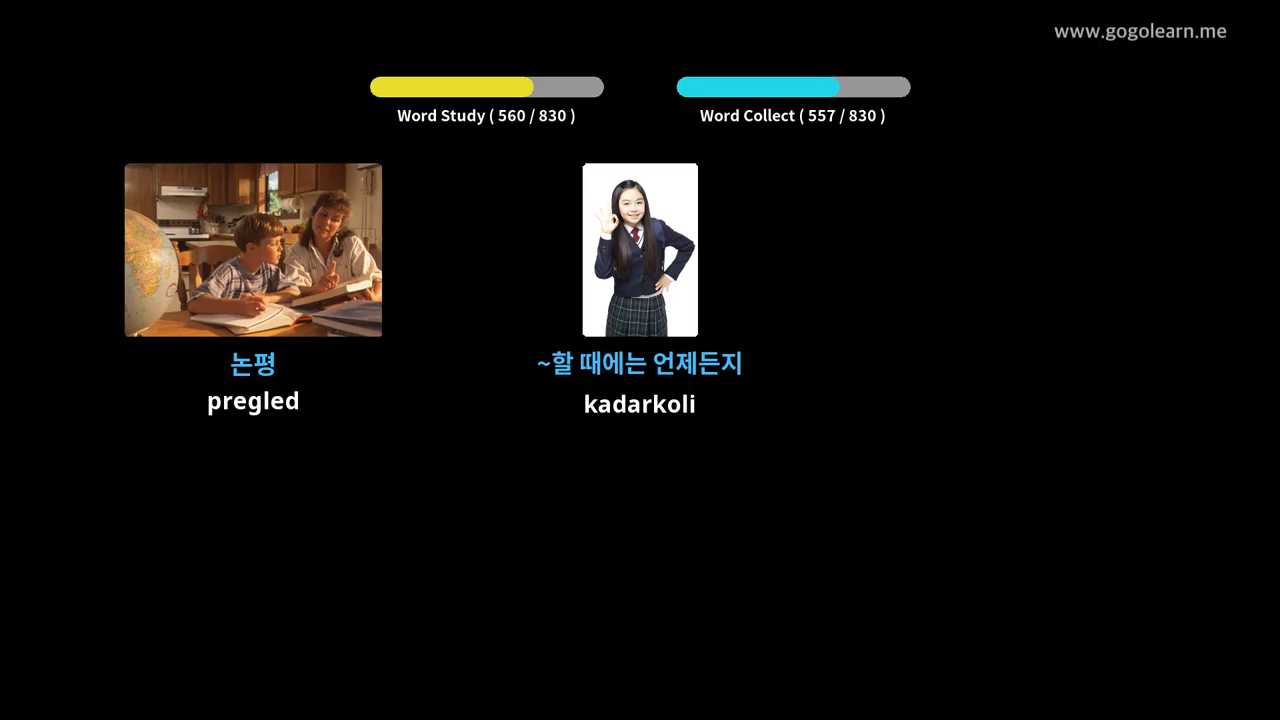 www.gogolearn.me
Word Study ( 560 / 830 )
Word Collect ( 557 / 830 )
논평
pregled
~할 때에는 언제든지
kadarkoli